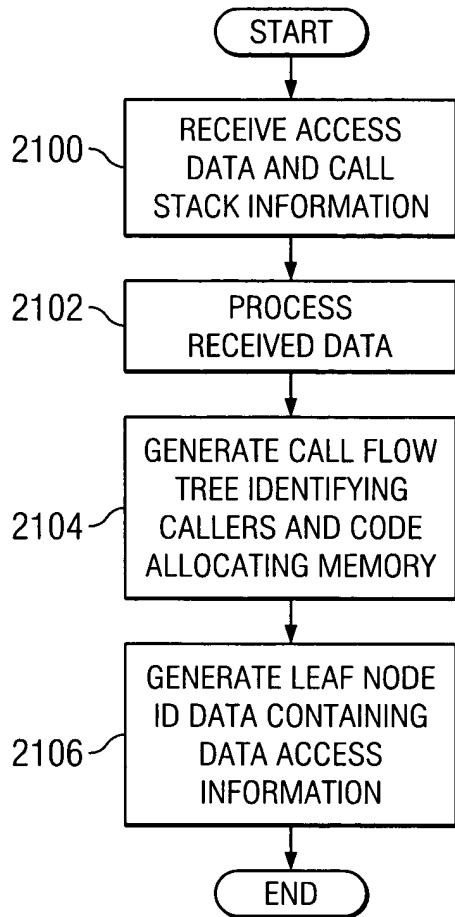 START
2100
RECEIVE ACCESS
DATA AND CALL
STACK INFORMATION
2102
PROCESS
RECEIVED DATA
2104
GENERATE CALL FLOW
TREE IDENTIFYING
CALLERS AND CODE
ALLOCATING MEMORY
2106
GENERATE LEAF NODE
ID DATA CONTAINING
DATA ACCESS
INFORMATION
END